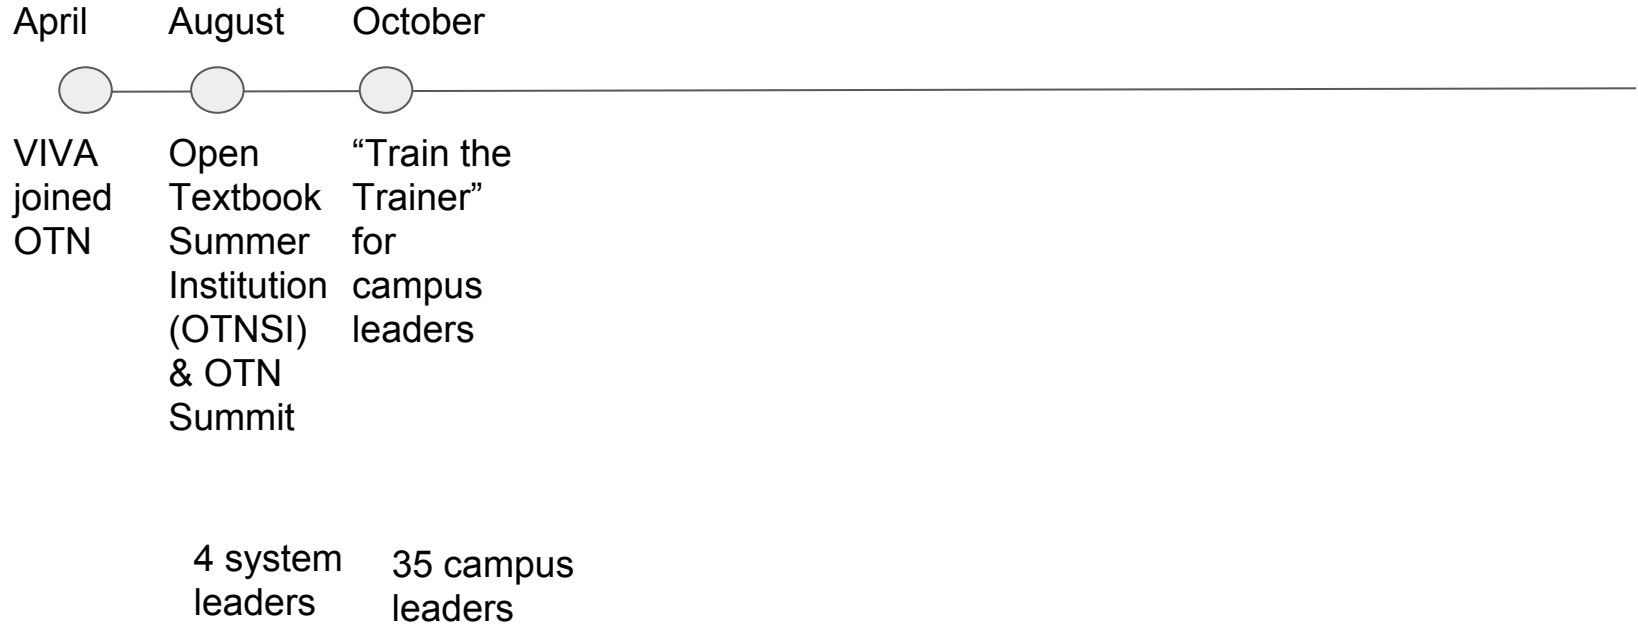 April
August
October
VIVA
joined
OTN
Open
Textbook
Summer
Institution
(OTNSI)
& OTN
Summit
“Train the
Trainer”
for
campus
leaders
4 system
leaders
35 campus
leaders